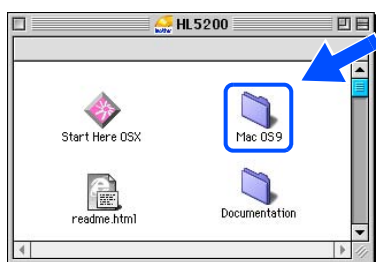 HL5200
Start Here OSX
Mac OS9
readme.html
Documentation